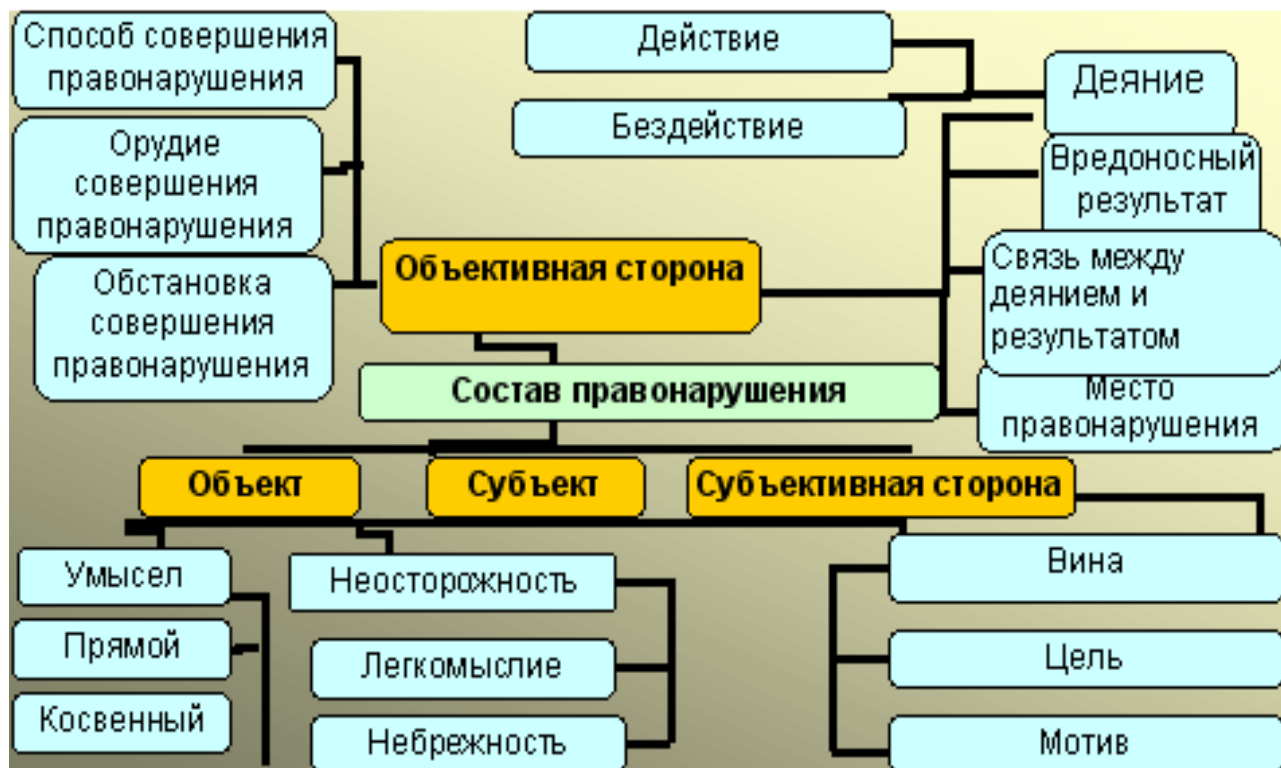 Способ совершения
правонарушения
Действие
Деяние
Бездействие
Орудие
совершения
правонарушения
Вредоносный
результат
Объективная сторона
Связь между
деянием и
результатом
Обстановка
совершения
правонарушения
Состав правонарушения
Место
правонарушения
Объект
Субъект
Субъективная сторона
Умысел
Неосторожность
Вина
Прямой
Легкомыслие
Цель
Косвенный
Небрежность
Мотив